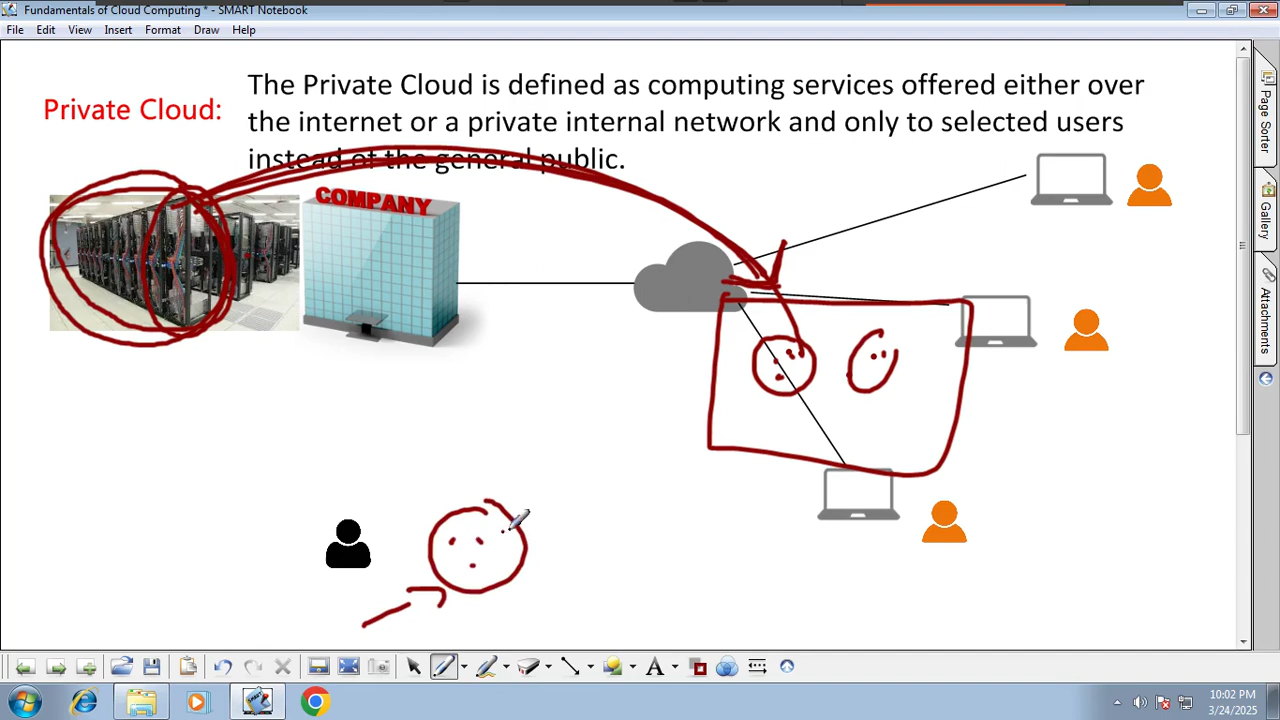 Fundamentals of Cloud Computing * - SMART Notebook
File Edit View Insert Format Draw Help
Private Cloud:
The Private Cloud is defined as computing services offered either over
the internet or a private internal network and only to selected users
instead of the general public.
COMPANY
Page Sorter
Gallery
Attachments
A
10:02 PM
3/24/2025